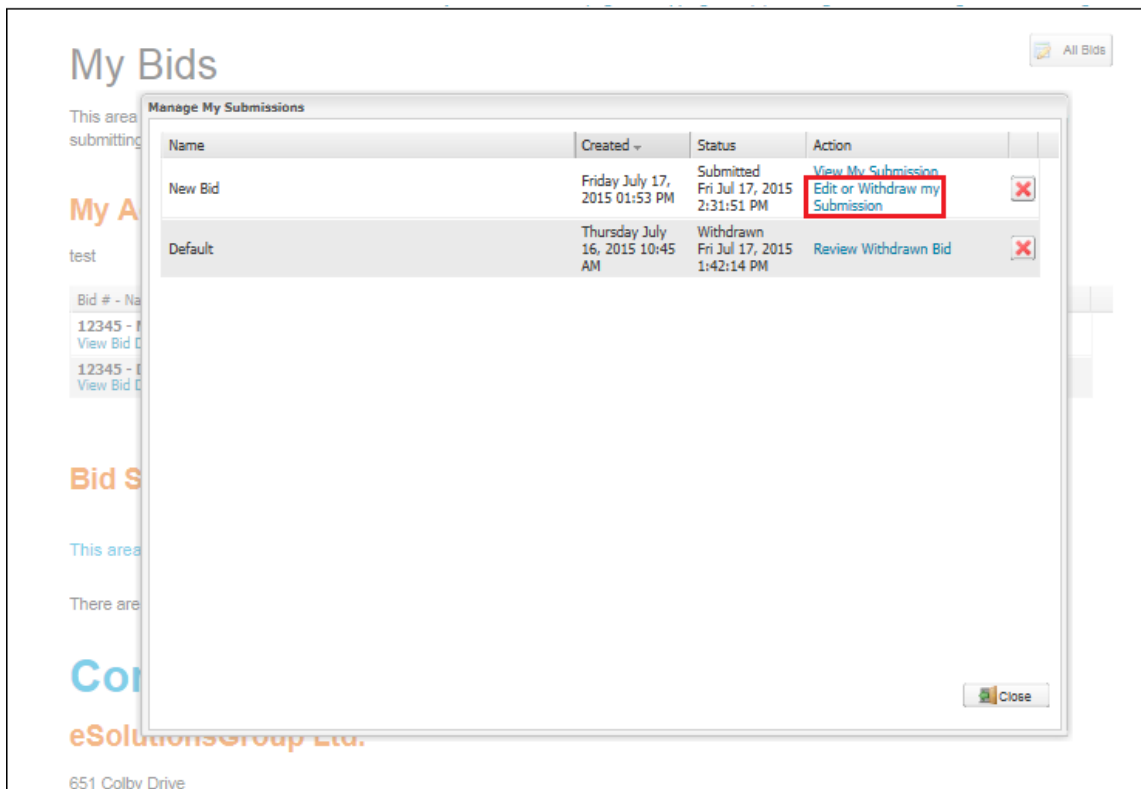 My Bids
All Bids
This area
submitting
Manage My Submissions
Name Created Status Action
New Bid
Friday July 17,
2015 01:53 PM
Submitted
Fri Jul 17, 2015
2:31:51 PM
View My Submission
Edit or Withdraw my
Submission
Default
Thursday July
16, 2015 10:45
AM
Withdrawn
Fri Jul 17, 2015
1:42:14 PM
Review Withdrawn Bid
My A
test
Bid # - Na
12345 -
View Bid
12345 -
View Bid
Bid S
This area
There are
Close
eSolutionsGroup Ltd.
651 Colby Drive